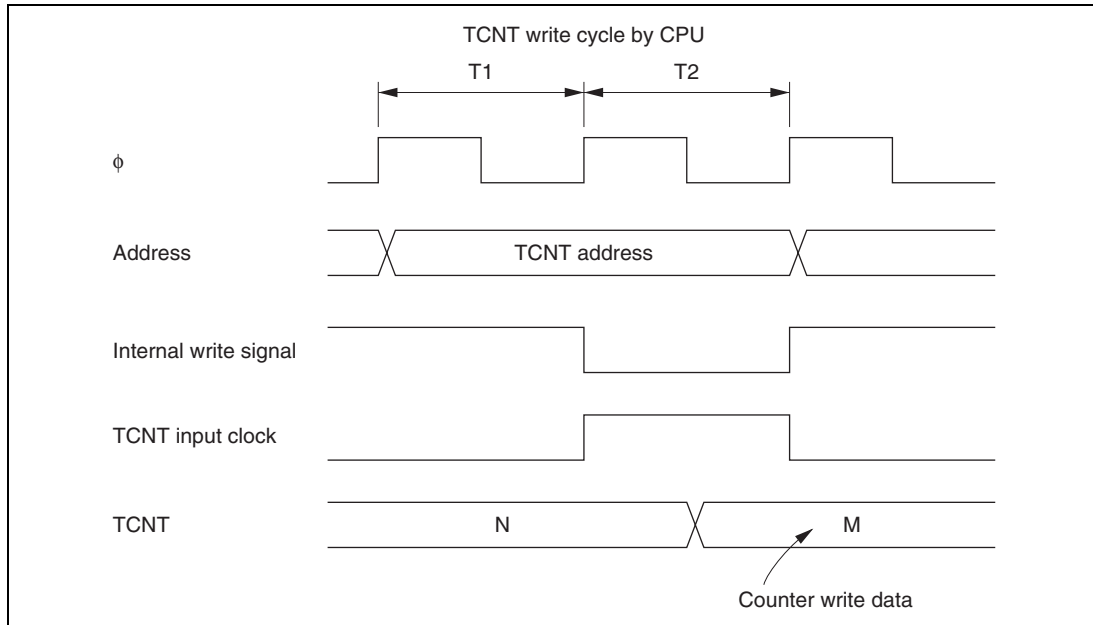 TCNT write cycle by CPU
T1 T2
ϕ
Address TCNT address
Internal write signal
TCNT input clock
TCNT N M
Counter write data